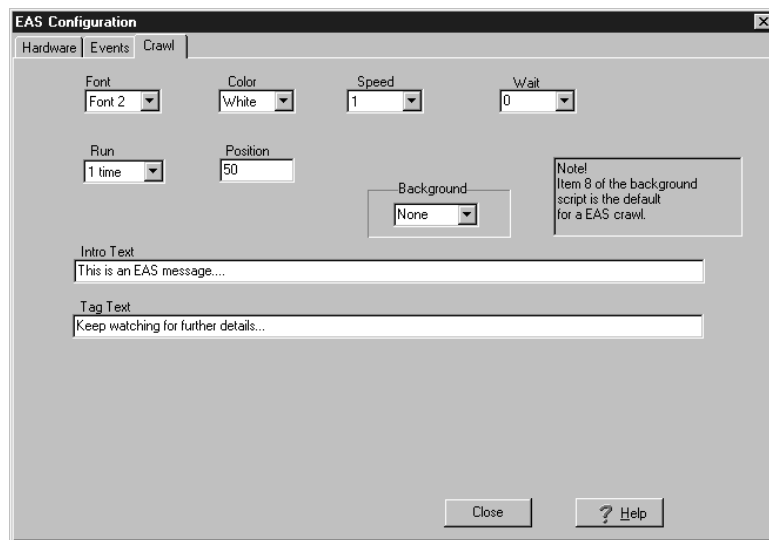 EAS Configuration
Hardware Events Crawl
Font Color Speed Wait
Font 2 White 1 0
Run Position
1 time 50
Background
None
Note!
Item 8 of the background
script is the default
for a EAS crawl.
Intro Text
This is an EAS message....
Tag Text
Keep watching for further details...
Close ? Help